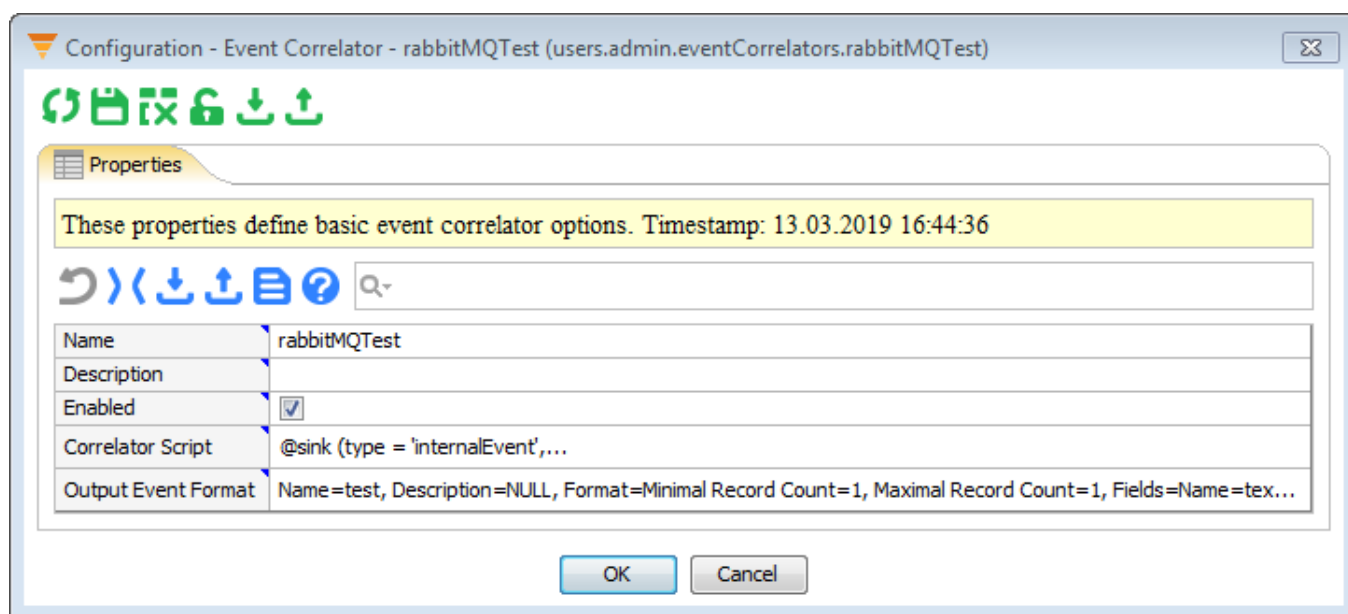 Configuration - Event Correlator - rabbitMQTest (users.admin.eventCorrelators.rabbitMQTest)
Properties
These properties define basic event correlator options. Timestamp: 13.03.2019 16:44:36
Name rabbitMQTest
Description
Enabled
Correlator Script @sink (type = 'internalEvent',...
Output Event Format Name=test, Description=NULL, Format=Minimal Record Count=1, Maximal Record Count=1, Fields=Name=tex...
OK Cancel